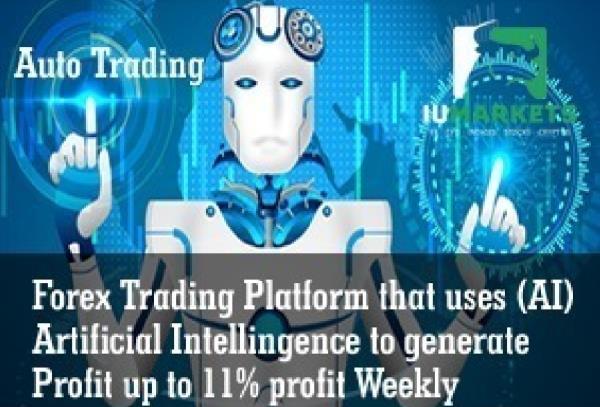 Auto Trading
IUMARKETS
Forex Trading Platform that uses (AI)
Artificial Intellingence to generate
Profit up to 11% profit Weekly